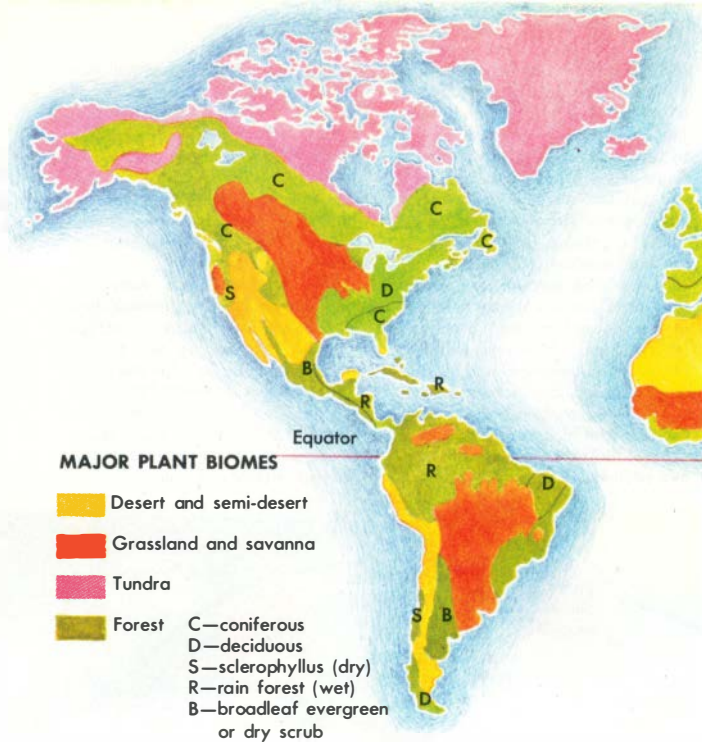 C
C
C
C
S
D
C
B
R
R
Equator
R
D
MAJOR PLANT BIOMES
Desert and semi-desert
Grassland and savanna
Tundra
Forest C—coniferous
D—deciduous
S—sclerophyllus (dry)
R—rain forest (wet)
B—broadleaf evergreen
or dry scrub
S B
D